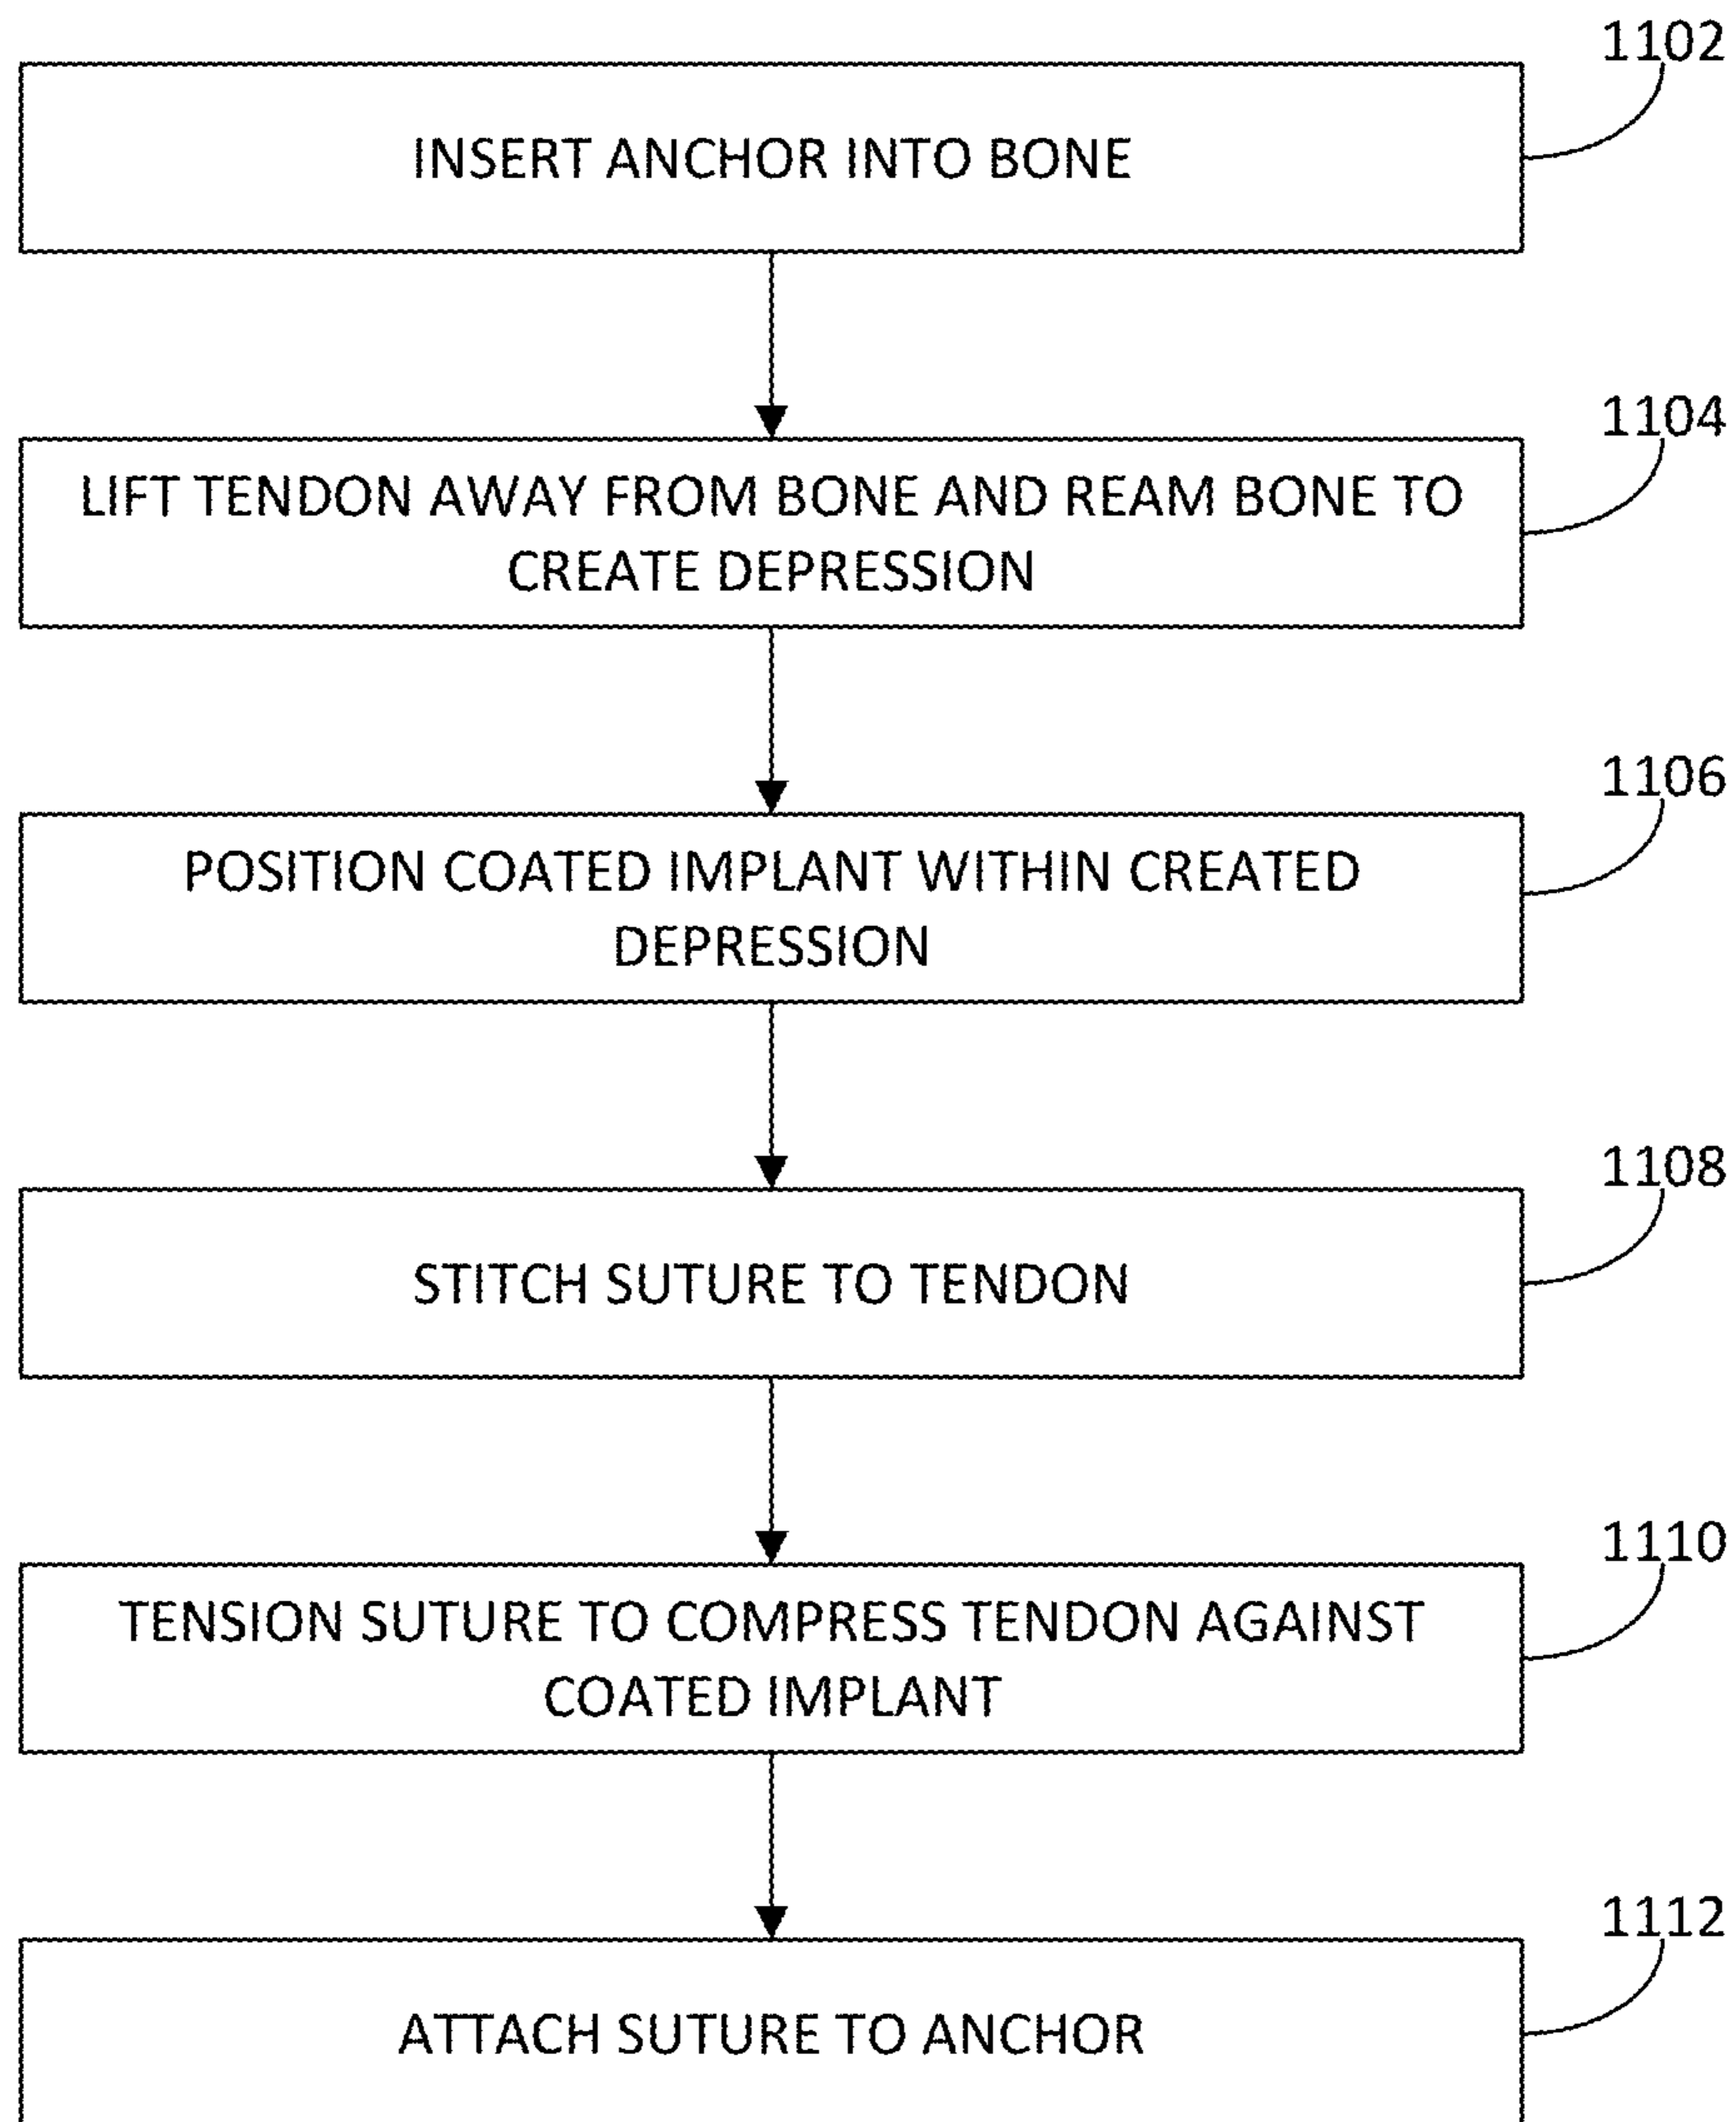 1102
INSERT ANCHOR INTO BONE
1104
LIFT TENDON AWAY FROM BONE AND REAM BONE TO
CREATE DEPRESSION
1106
POSITION COATED IMPLANT WITHIN CREATED
DEPRESSION
1108
STITCH SUTURE TO TENDON
1110
TENSION SUTURE TO COMPRESS TENDON AGAINST
COATED IMPLANT
1112
ATTACH SUTURE TO ANCHOR